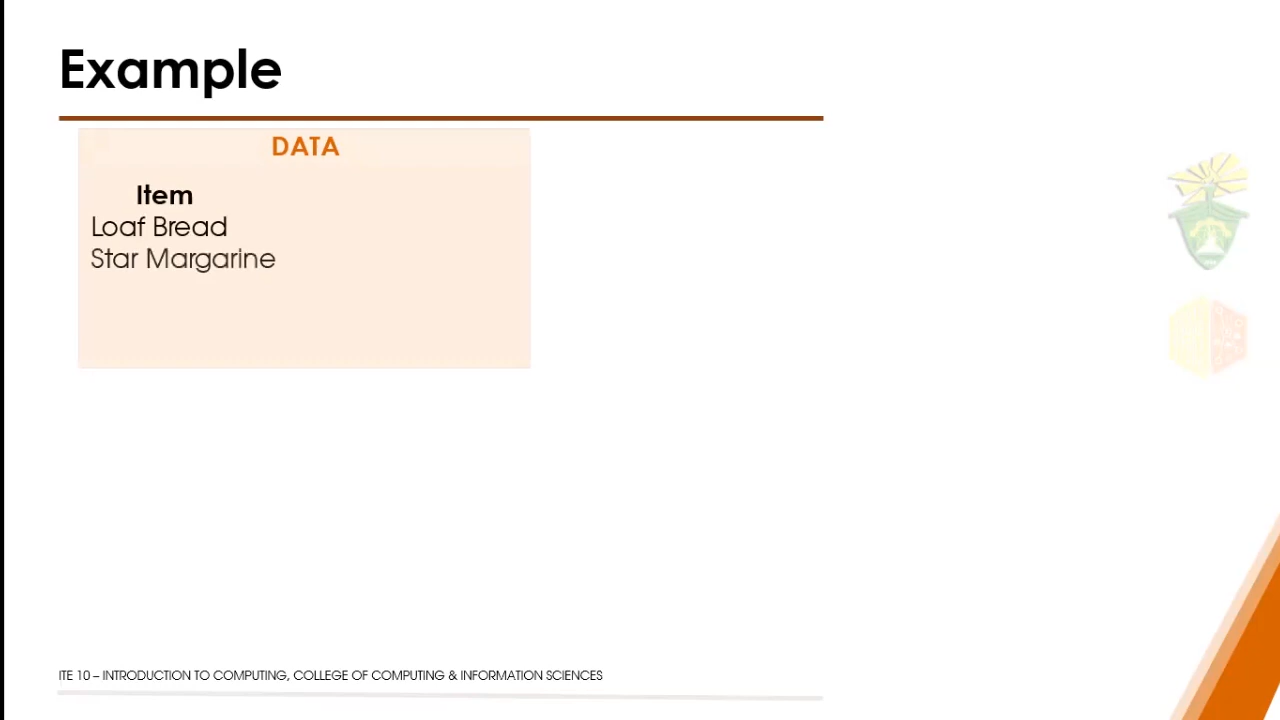 Example
DATA
Item
Loaf Bread
Star Margarine
ITE 10 – INTRODUCTION TO COMPUTING, COLLEGE OF COMPUTING & INFORMATION SCIENCES